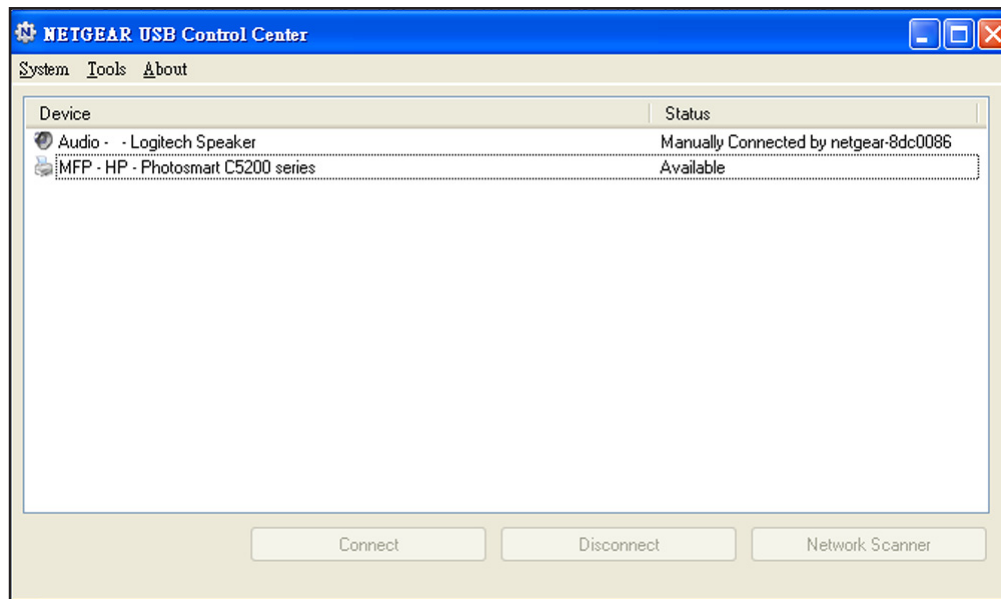 NETGEAR USB Control Center
System Tools About
Device Status
Audio - - Logitech Speaker Manually Connected by netgear-8dc0086
MFP - HP - Photosmart C5200 series Available
Connect Disconnect Network Scanner